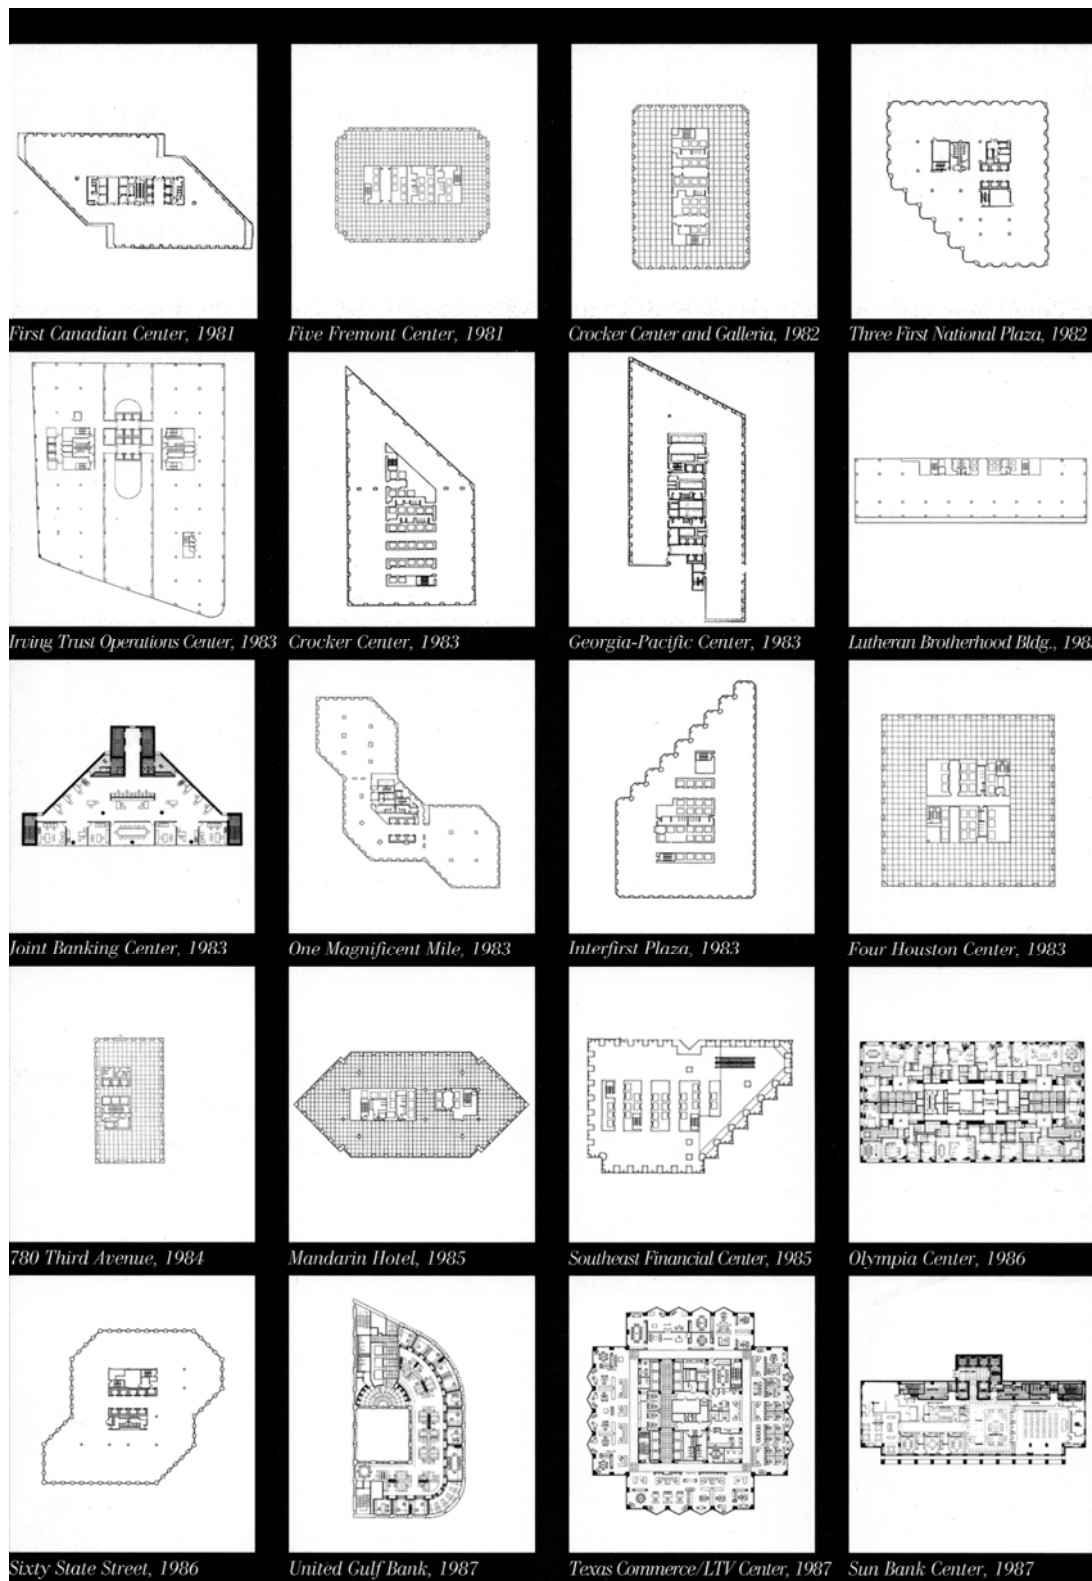 First Canadian Center, 1981
Five Fremont Center, 1981
Crocker Center and Galleria, 1982
Three First National Plaza, 1982
Irving Trust Operations Center, 1983
Crocker Center, 1983
Georgia-Pacific Center, 1983
Lutheran Brotherhood Bldg., 198
Joint Banking Center, 1983
One Magnificent Mile, 1983
Interfirst Plaza, 1983
Four Houston Center, 1983
780 Third Avenue, 1984
Mandarin Hotel, 1985
Southeast Financial Center, 1985
Olympia Center, 1986
Sixty State Street, 1986
United Gulf Bank, 1987
Texas Commerce/LTV Center, 1987
Sun Bank Center, 1987